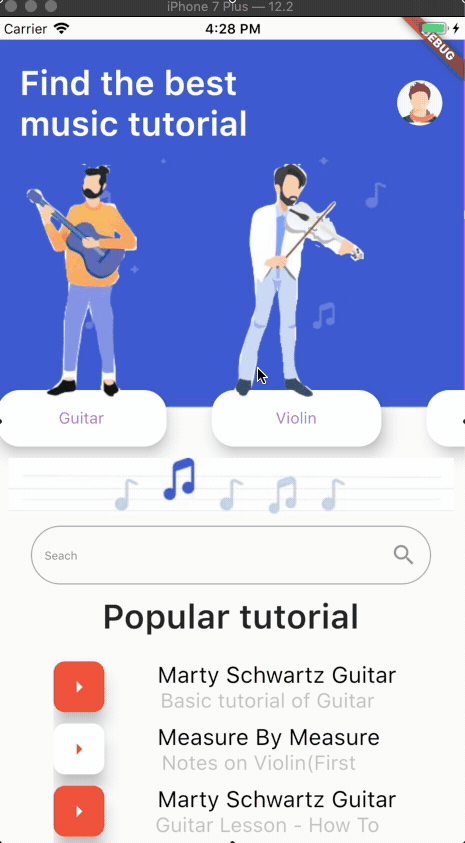 iPhone 7 Plus — 12.2
Carrier 4:28 PM
DEBUG
Find the best
music tutorial
Guitar Violin
Seach
Popular tutorial
Marty Schwartz Guitar
Basic tutorial of Guitar
Measure By Measure
Notes on Violin(First
Marty Schwartz Guitar
Guitar Lesson - How To